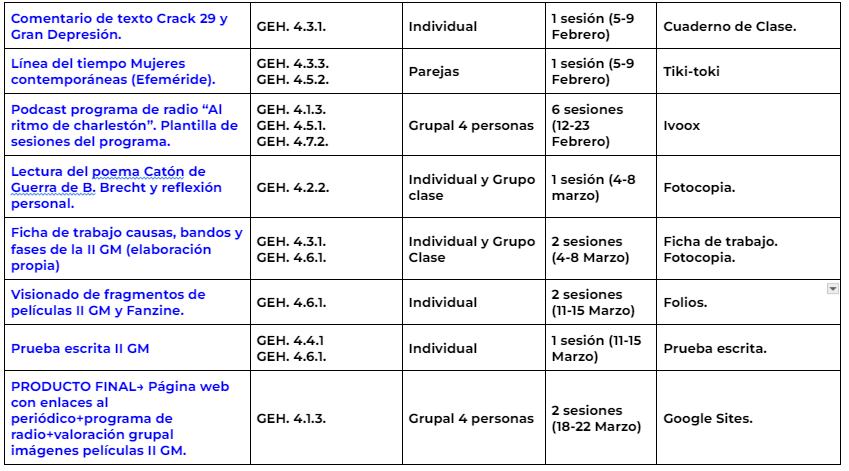 Comentario de texto Crack 29 y
Gran Depresión.
GEH. 4.3.1.
Individual
1 sesión (5-9
Febrero)
Cuaderno de Clase.
Línea del tiempo Mujeres
contemporáneas (Efeméride).
GEH. 4.3.3.
GEH. 4.5.2.
Parejas
1 sesión (5-9
Febrero)
Tiki-toki
Podcast programa de radio “Al
ritmo de charlestón”. Plantilla de
sesiones del programa.
GEH. 4.1.3.
GEH. 4.5.1.
GEH. 4.7.2.
Grupal 4 personas
6 sesiones
(12-23
Febrero)
Ivoox
Lectura del poema Catón de
Guerra de B. Brecht y reflexión
personal.
GEH. 4.2.2.
Individual y Grupo
clase
1 sesión (4-8
marzo)
Fotocopia.
Ficha de trabajo causas, bandos y
fases de la II GM (elaboración
propia)
GEH. 4.3.1.
GEH. 4.6.1.
Individual y Grupo
Clase
2 sesiones
(4-8 Marzo)
Ficha de trabajo.
Fotocopia.
Visionado de fragmentos de
películas II GM y Fanzine.
GEH. 4.6.1.
Individual
2 sesiones
(11-15 Marzo)
Folios.
Prueba escrita II GM
GEH. 4.4.1
GEH. 4.6.1.
Individual
1 sesión (11-15
Marzo)
Prueba escrita.
PRODUCTO FINAL→ Página web
con enlaces al
periódico+programa de
radio+valoración grupal
imágenes películas II GM.
GEH. 4.1.3.
Grupal 4 personas
2 sesiones
(18-22 Marzo)
Google Sites.